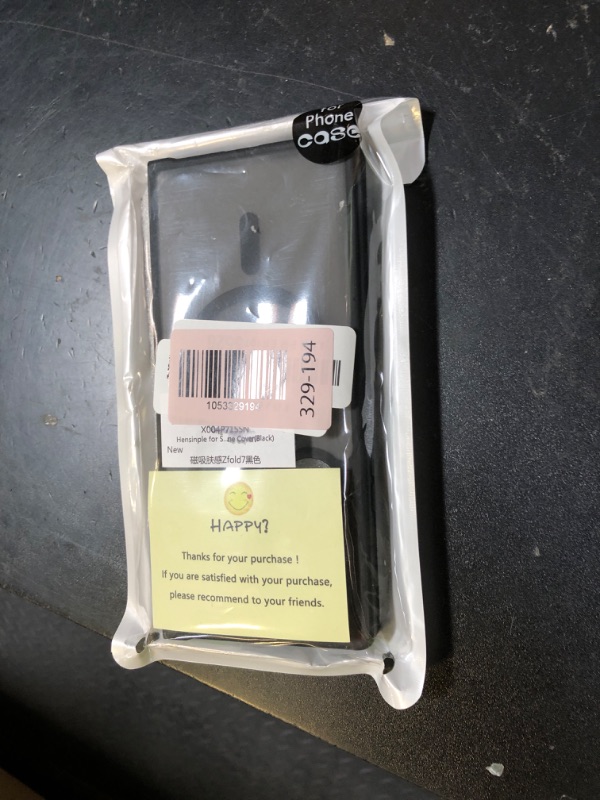 Phone
case
329-194
Hensinple for S...ne Cover(Black)
New
磁吸肤感Zfold7黑色
HAPPY?
Thanks for your purchase !
If you are satisfied with your purchase,
please recommend to your friends.